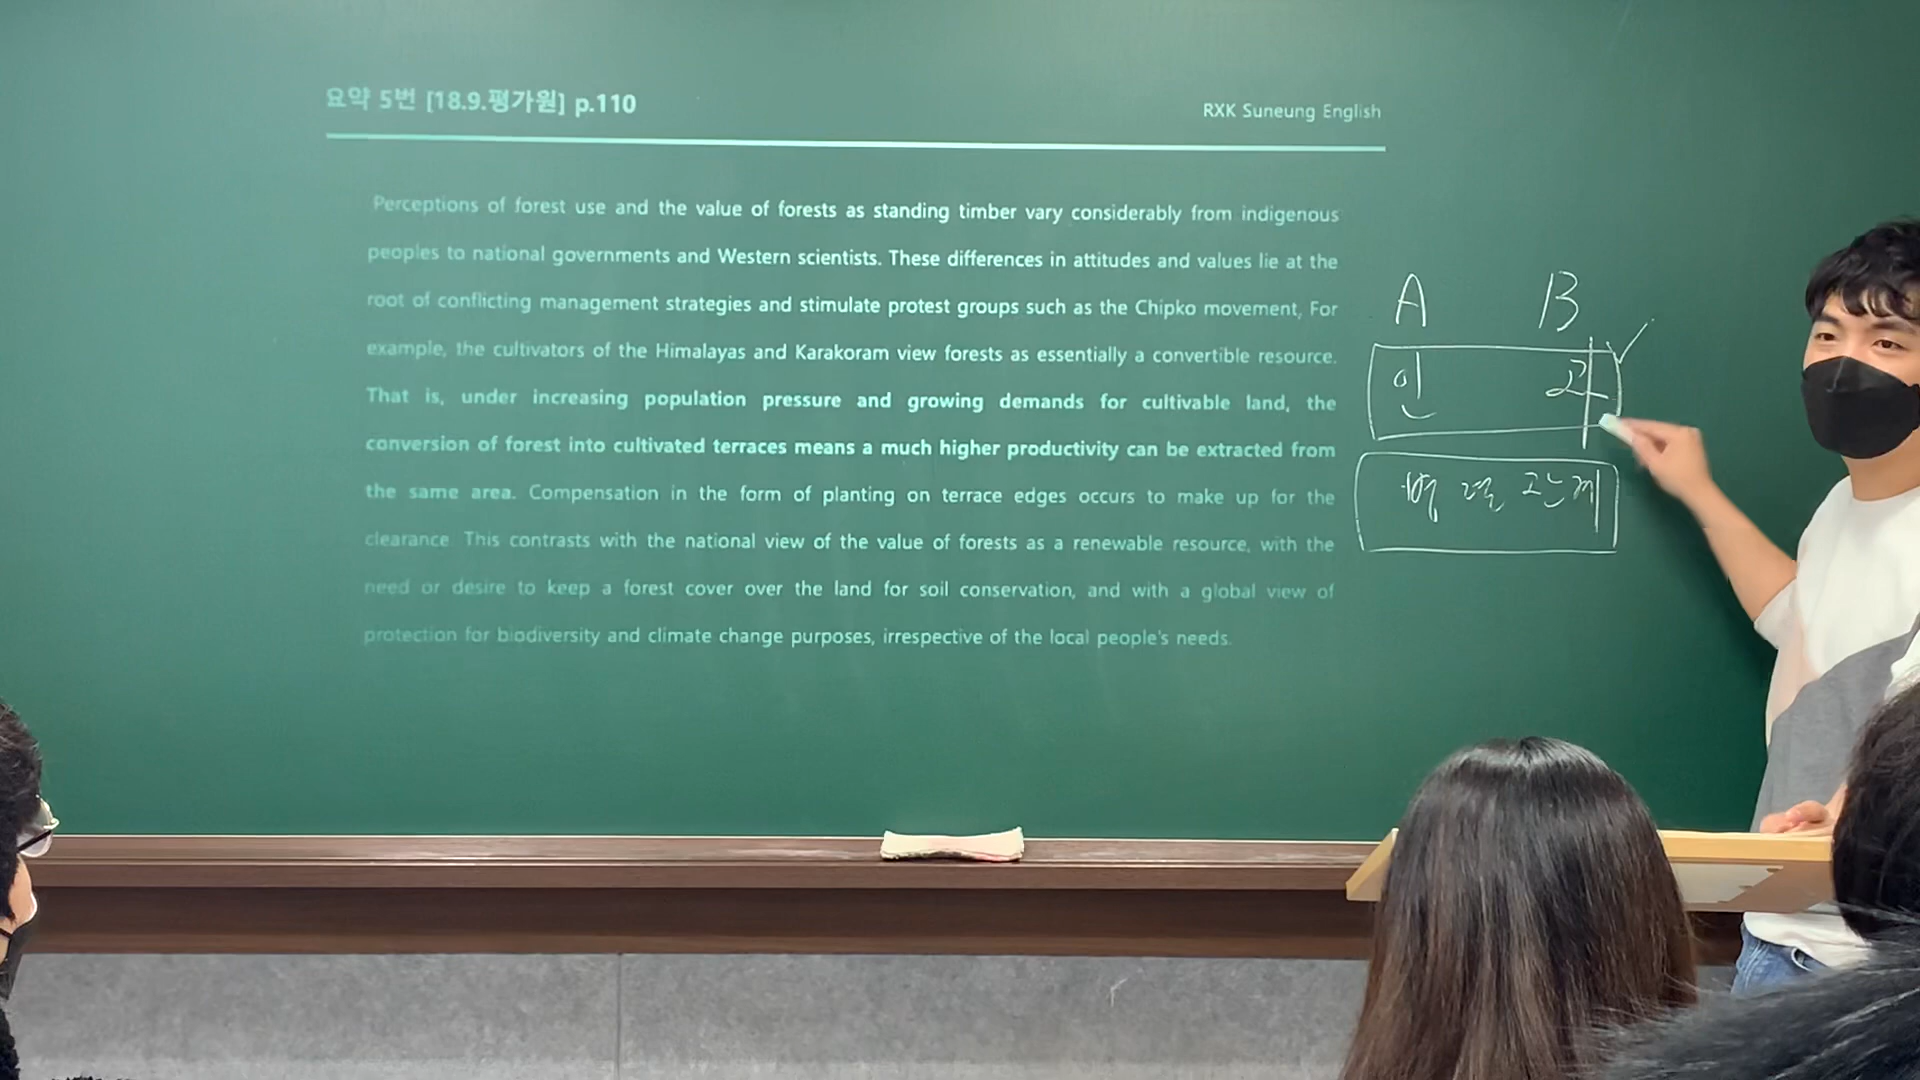 요약 5번 [18.9.평가원] p.110
RXK Suneung English
Perceptions of forest use and the value of forests as standing timber vary considerably from indigenous
peoples to national governments and Western scientists. These differences in attitudes and values lie at the
root of conflicting management strategies and stimulate protest groups such as the Chipko movement, For
example, the cultivators of the Himalayas and Karakoram view forests as essentially a convertible resource.
That is, under increasing population pressure and growing demands for cultivable land, the
conversion of forest into cultivated terraces means a much higher productivity can be extracted from
the same area. Compensation in the form of planting on terrace edges occurs to make up for the
clearance. This contrasts with the national view of the value of forests as a renewable resource, with the
need or desire to keep a forest cover over the land for soil conservation, and with a global view of
protection for biodiversity and climate change purposes, irrespective of the local people's needs.
A B
인 과